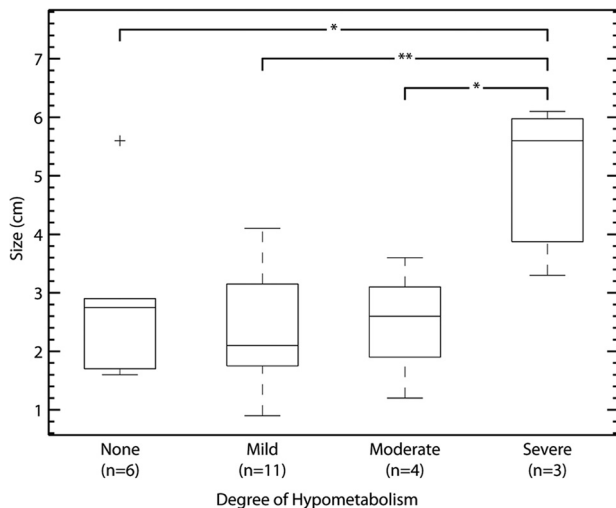 *
**
*
7
6
5
4
3
2
1
Size (cm)
None Mild Moderate Severe
(n=6) (n=11) (n=4) (n=3)
Degree of Hypometabolism